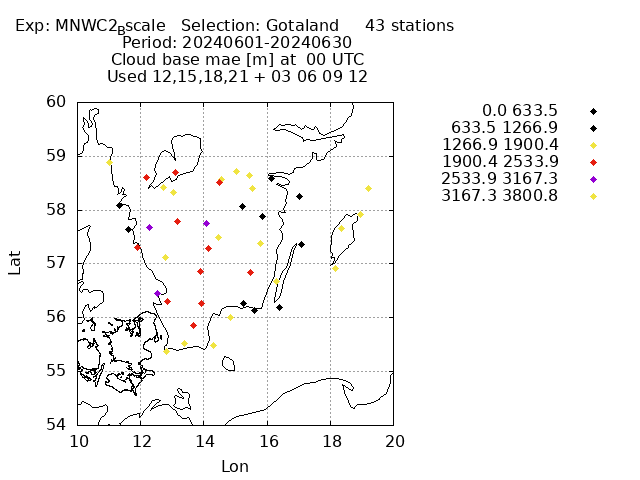 Exp: MNWC2_Bscale Selection: Gotaland 43 stations
Period: 20240601-20240630
Cloud base mae [m] at 00 UTC
Used 12,15,18,21 + 03 06 09 12
0.0 633.5
633.5 1266.9
1266.9 1900.4
1900.4 2533.9
2533.9 3167.3
3167.3 3800.8
60
59
58
57
56
55
54
Lat
10 12 14 16 18 20
Lon